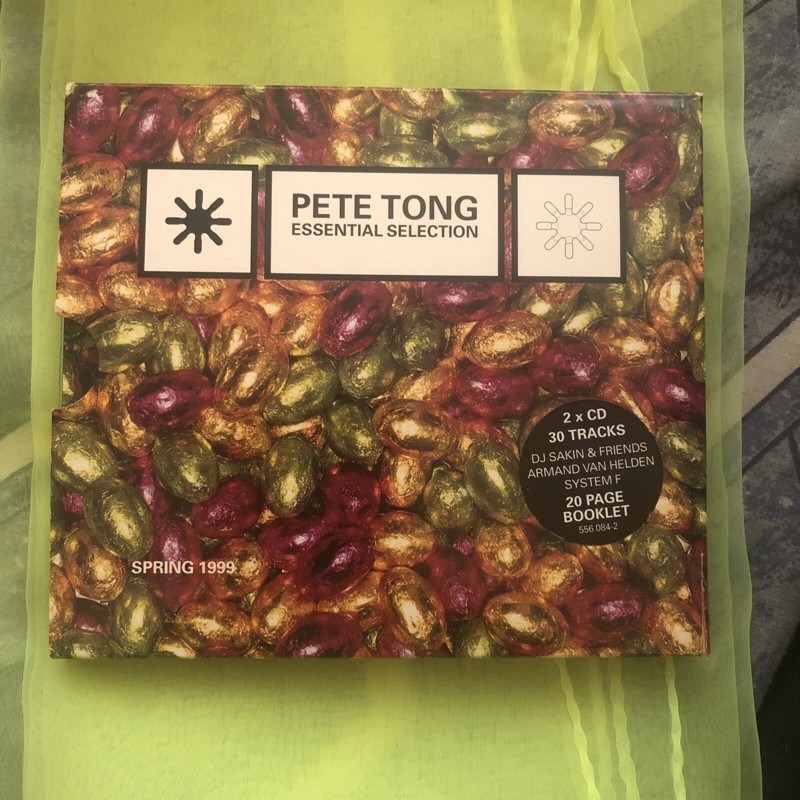 PETE TONG
ESSENTIAL SELECTION
2 x CD
30 TRACKS
DJ SAKIN & FRIENDS
ARMAND VAN HELDEN
SYSTEM F
20 PAGE
BOOKLET
556 084-2
SPRING 1999